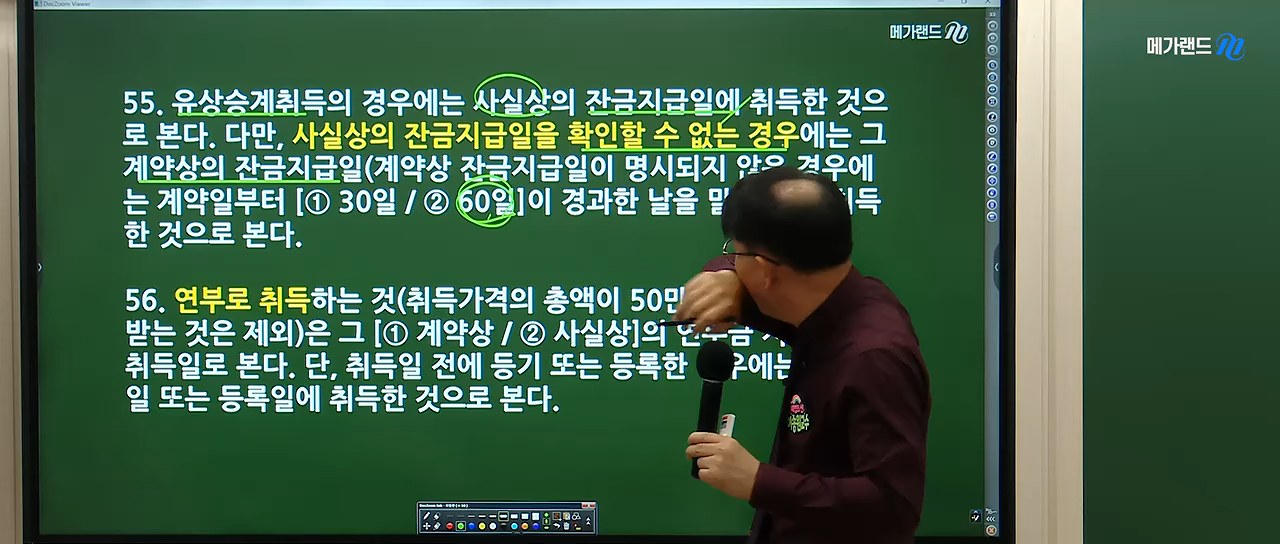 DocZoom Viewer
메가랜드
메가랜드
55. 유상승계취득의 경우에는 사실상의 잔금지급일에 취득한 것으
로 본다. 다만, 사실상의 잔금지급일을 확인할 수 없는 경우에는 그
계약상의 잔금지급일(계약상 잔금지급일이 명시되지 않은 경우에
는 계약일부터 [① 30일 / ② 60일]이 경과한 날을 취득
한 것으로 본다.
56. 연부로 취득하는 것(취득가격의 총액이 50만
받는 것은 제외)은 그 [① 계약상 / ② 사실상]의
취득일로 본다. 단, 취득일 전에 등기 또는 등록한
일 또는 등록일에 취득한 것으로 본다.